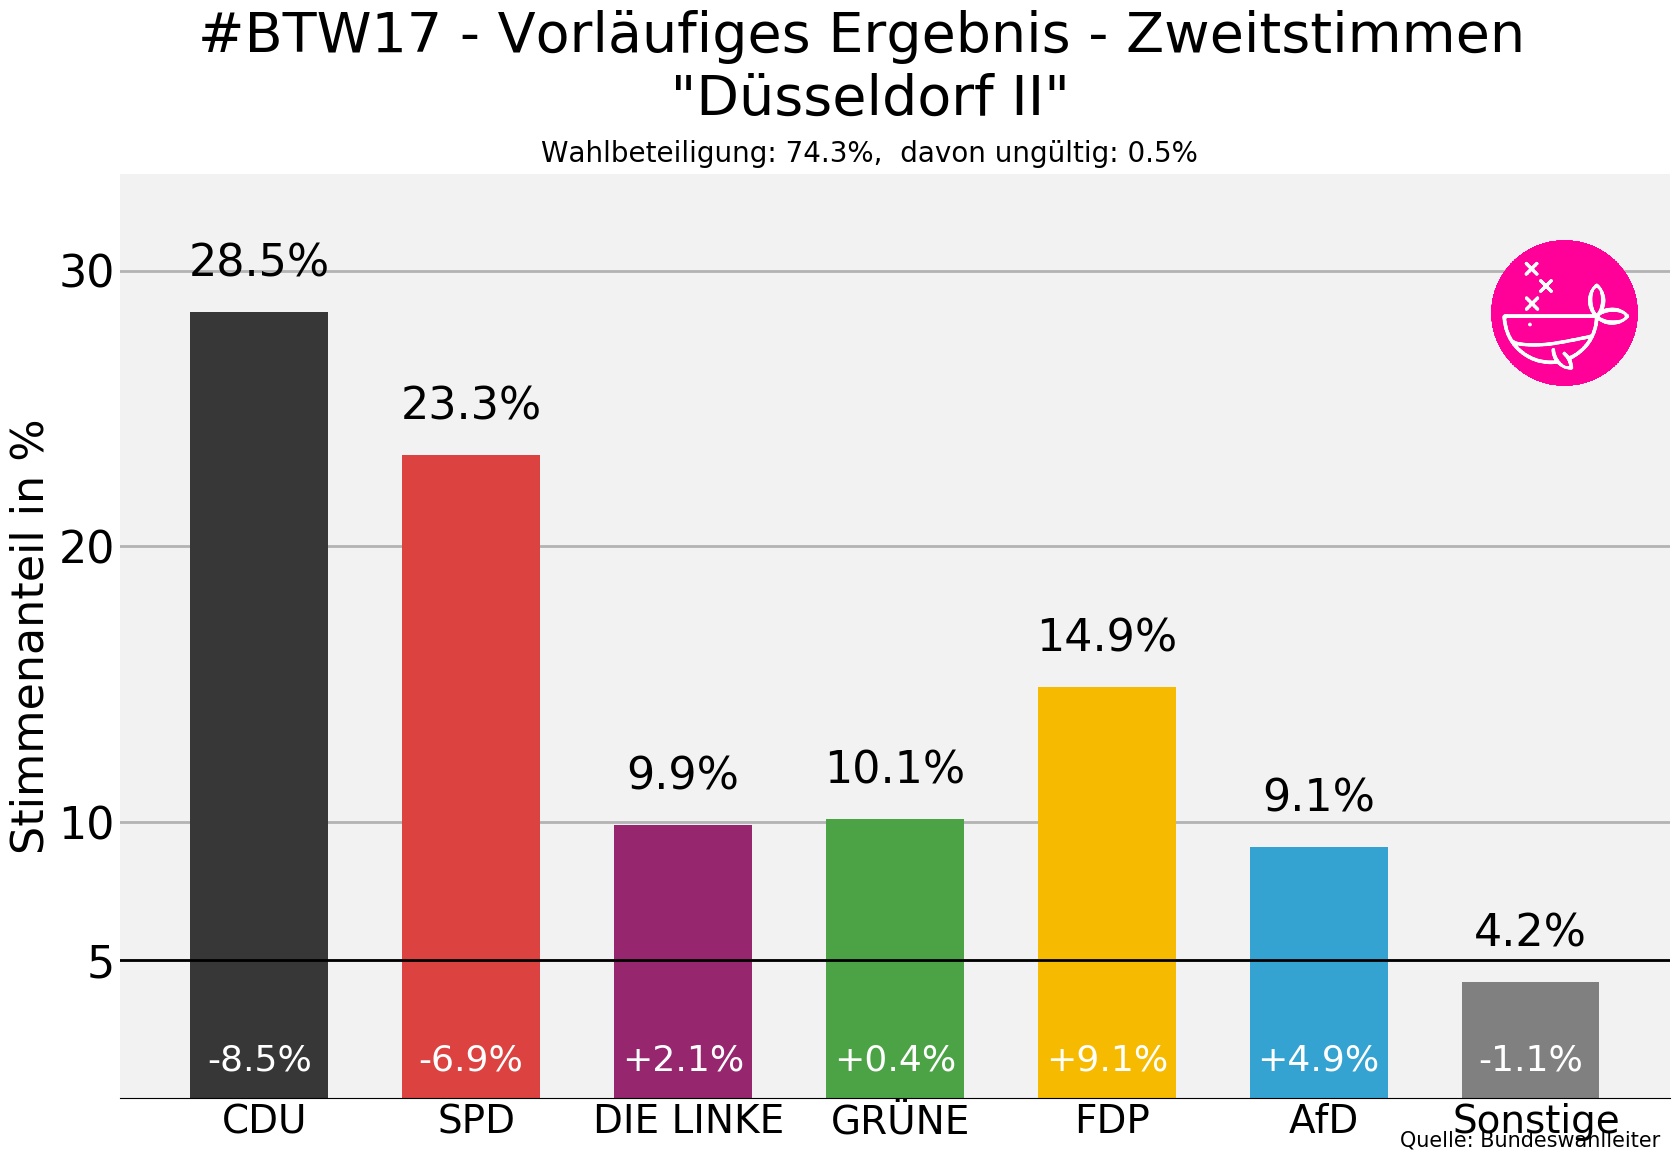 #BTW17 - Vorläufiges Ergebnis - Zweitstimmen
"Düsseldorf II"
Wahlbeteiligung: 74.3%,  davon ungültig: 0.5%
Stimmenanteil in %
30
20
10
5
28.5%
23.3%
9.9%
10.1%
14.9%
9.1%
4.2%
-8.5%
-6.9%
+2.1%
+0.4%
+9.1%
+4.9%
-1.1%
CDU
SPD
DIE LINKE
GRÜNE
FDP
AfD
Sonstige
Quelle: Bundeswahlleiter